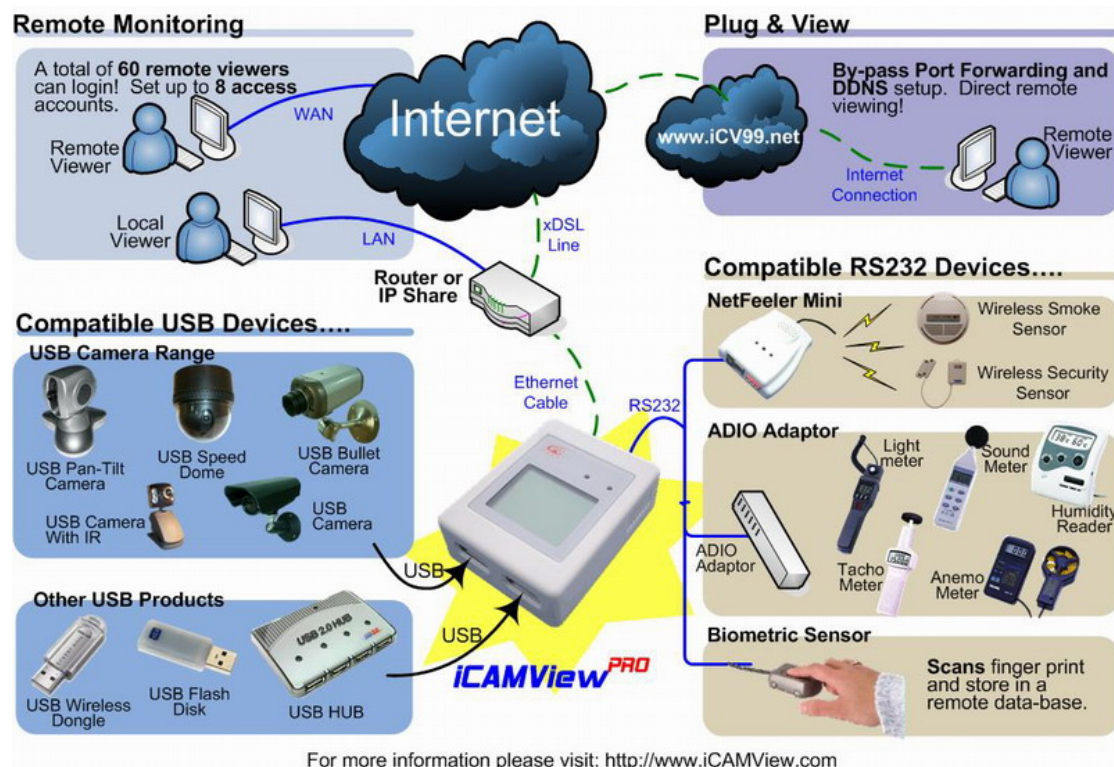 Remote Monitoring
A total of 60 remote viewers
can login! Set up to 8 access
accounts.
Remote
Viewer
WAN
Local
Viewer
LAN
Internet
xDSL
Line
Router or
IP Share
Ethernet
Cable
Plug & View
By-pass Port Forwarding and
DDNS setup. Direct remote
viewing!
www.iCV99.net
Internet
Connection
Remote
Viewer
Compatible USB Devices....
USB Camera Range
USB Pan-Tilt
Camera
USB Speed
Dome
USB Bullet
Camera
USB Camera
With IR
USB
Camera
USB
Other USB Products
USB Wireless
Dongle
USB Flash
Disk
USB 2.0 HUB
USB HUB
USB
iCAMView PRO
RS232
Compatible RS232 Devices....
NetFeeler Mini
Wireless Smoke
Sensor
Wireless Security
Sensor
ADIO Adaptor
ADIO
Adaptor
Light
meter
Sound
Meter
Humidity
Reader
Tacho
Meter
Anemo
Meter
Biometric Sensor
Scans finger print
and store in a
remote data-base.
For more information please visit: http://www.iCAMView.com